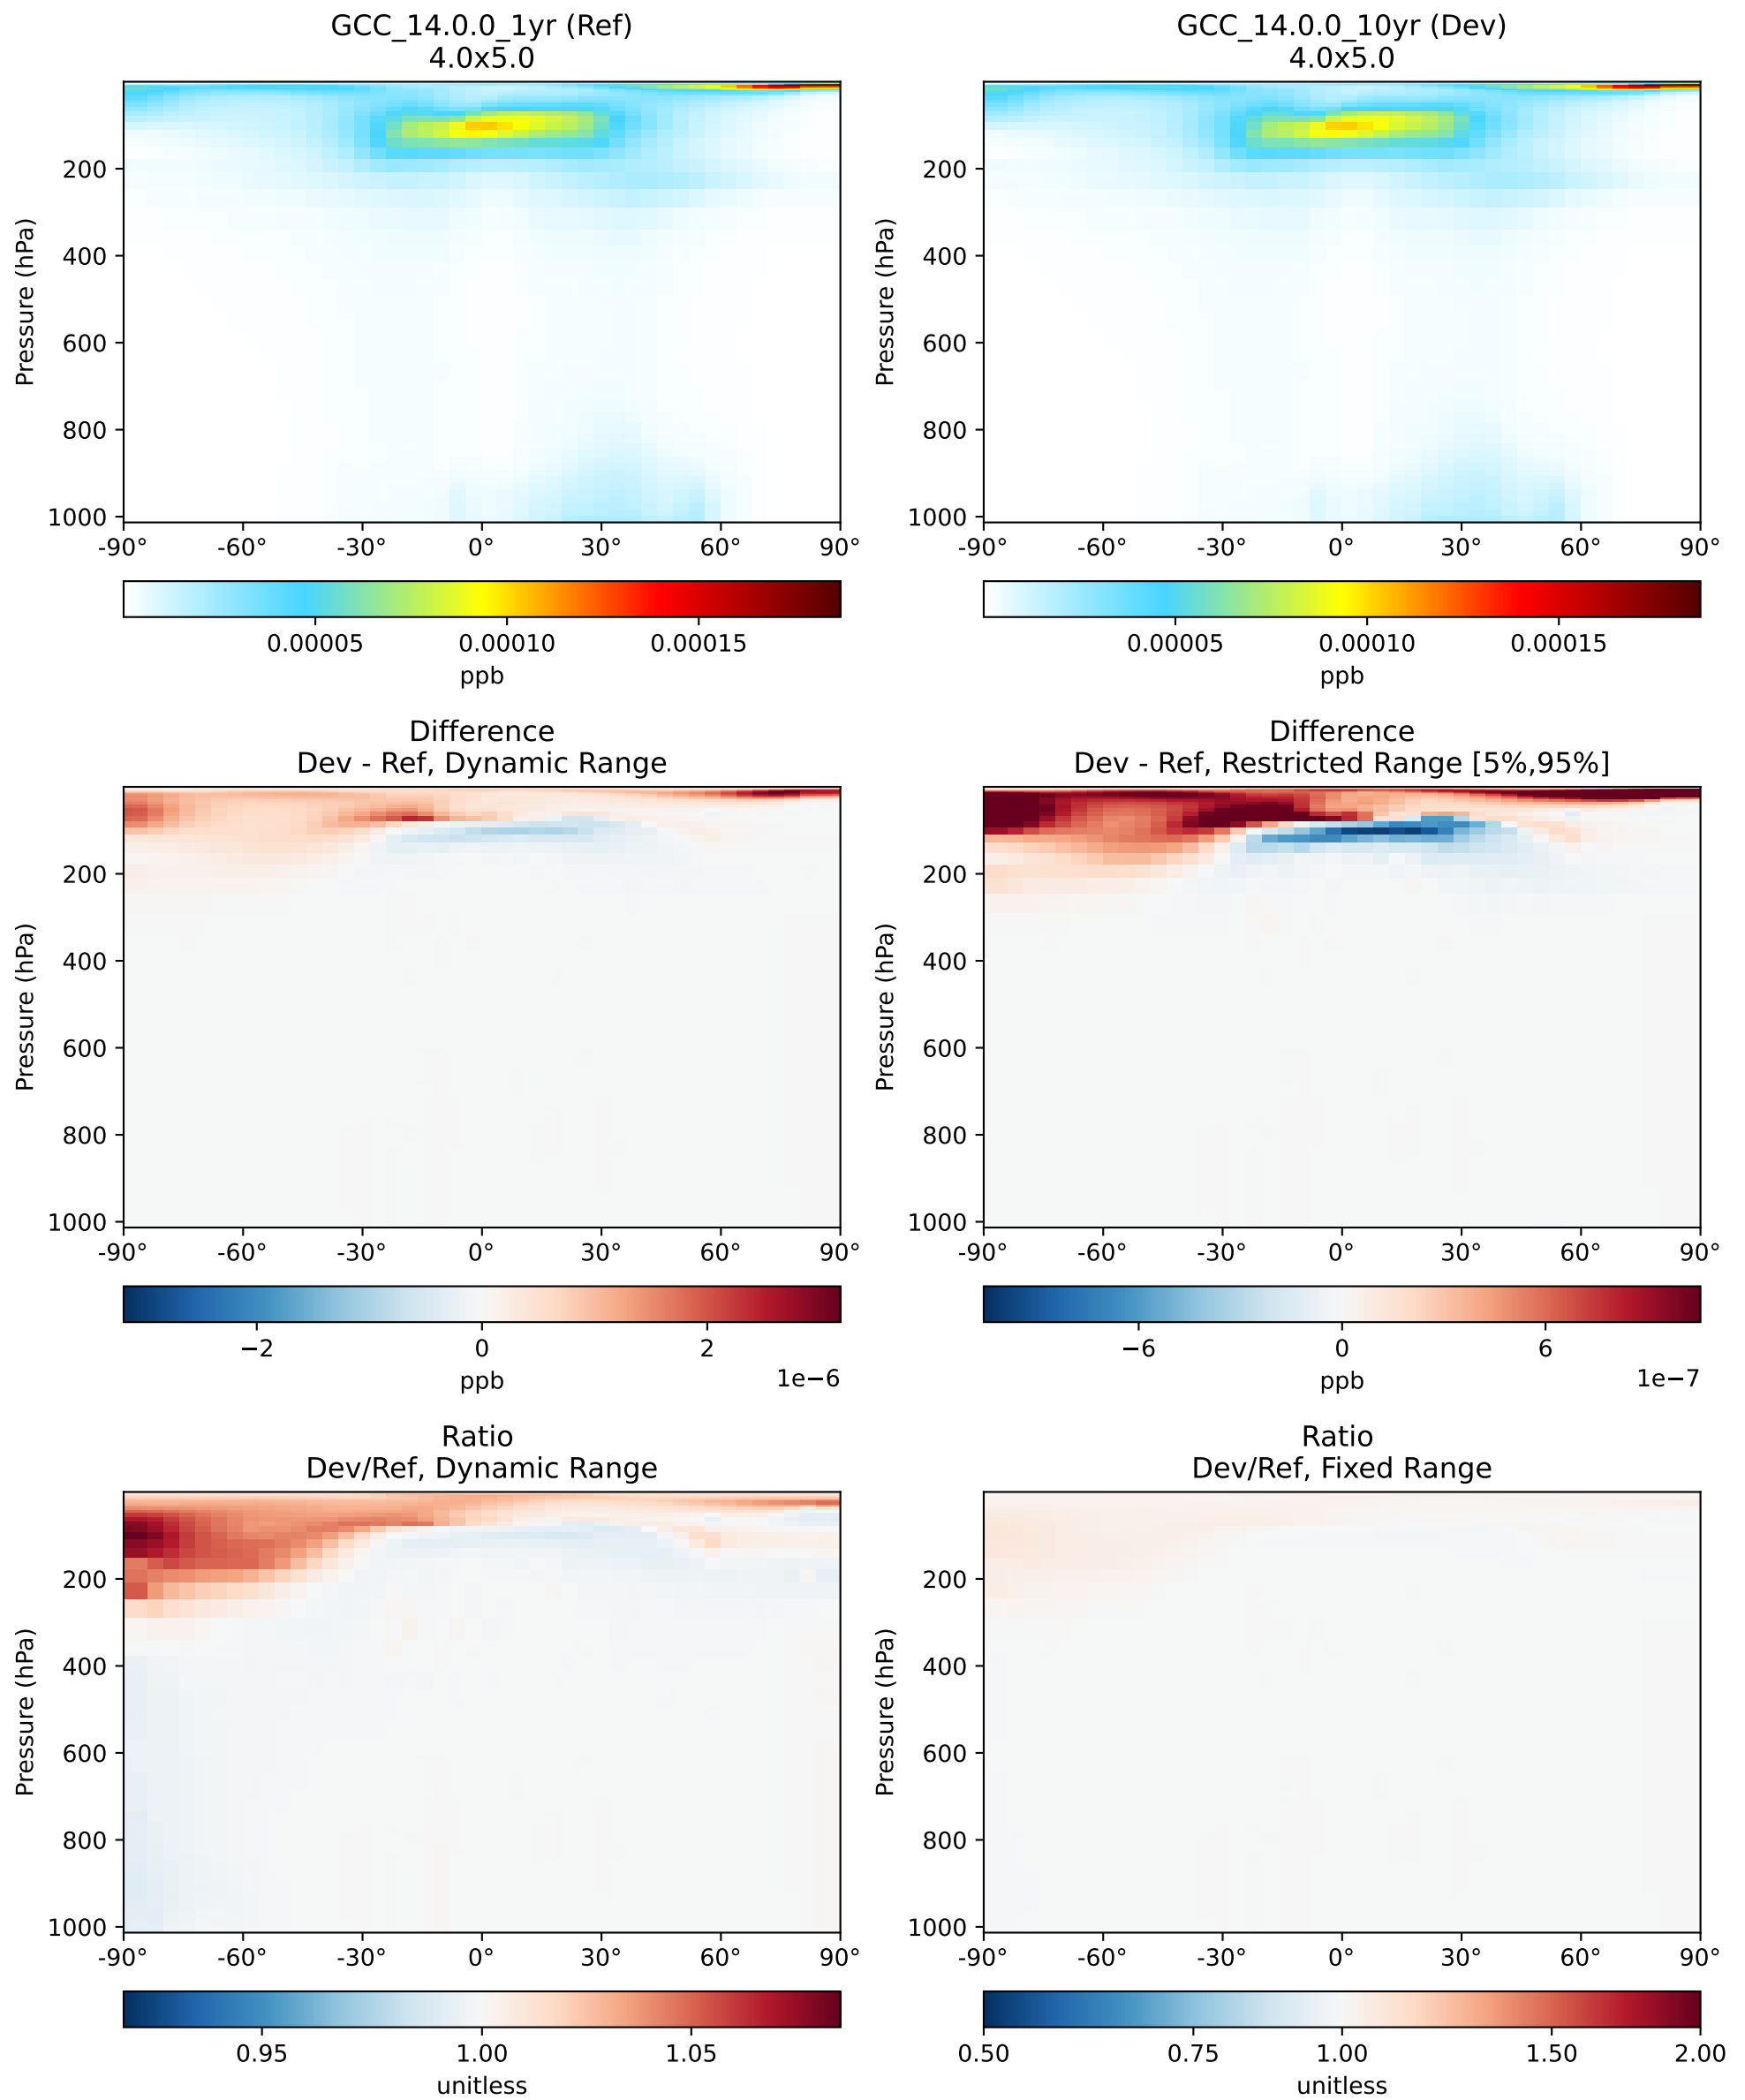 GCC_14.0.0_1yr (Ref)
4.0x5.0
Pressure (hPa)
200
400
600
800
1000
-90° -60° -30° 0° 30° 60° 90°
0.00005 0.00010 0.00015
ppb
GCC_14.0.0_10yr (Dev)
4.0x5.0
Pressure (hPa)
200
400
600
800
1000
-90° -60° -30° 0° 30° 60° 90°
0.00005 0.00010 0.00015
ppb
Difference
Dev - Ref, Dynamic Range
Pressure (hPa)
200
400
600
800
1000
-90° -60° -30° 0° 30° 60° 90°
−2 0 2
ppb 1e−6
Difference
Dev - Ref, Restricted Range [5%,95%]
Pressure (hPa)
200
400
600
800
1000
-90° -60° -30° 0° 30° 60° 90°
−6 0 6
ppb 1e−7
Ratio
Dev/Ref, Dynamic Range
Pressure (hPa)
200
400
600
800
1000
-90° -60° -30° 0° 30° 60° 90°
0.95 1.00 1.05
unitless
Ratio
Dev/Ref, Fixed Range
Pressure (hPa)
200
400
600
800
1000
-90° -60° -30° 0° 30° 60° 90°
0.50 0.75 1.00 1.50 2.00
unitless